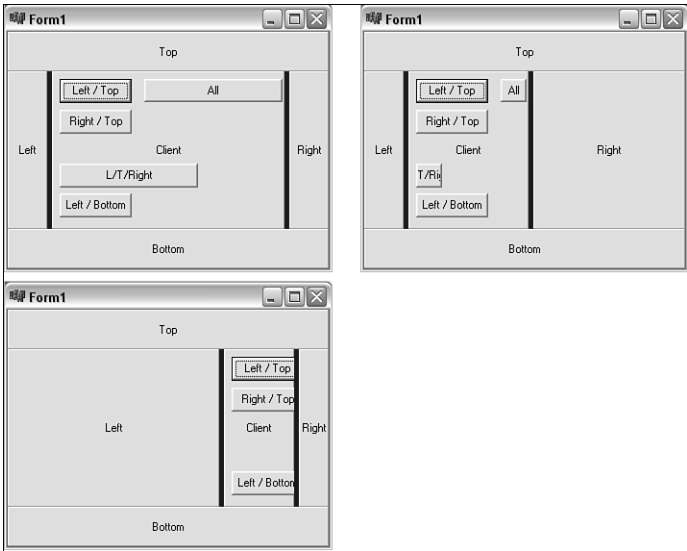 Form1
Top
Left / Top
All
Right / Top
Left
Client
Right
L/T/Right
Left / Bottom
Bottom
Form1
Top
Left / Top
All
Right / Top
Left
Client
Right
T/Ri
Left / Bottom
Bottom
Form1
Top
Left / Top
Right / Top
Left
Client
Right
Left / Botton
Bottom